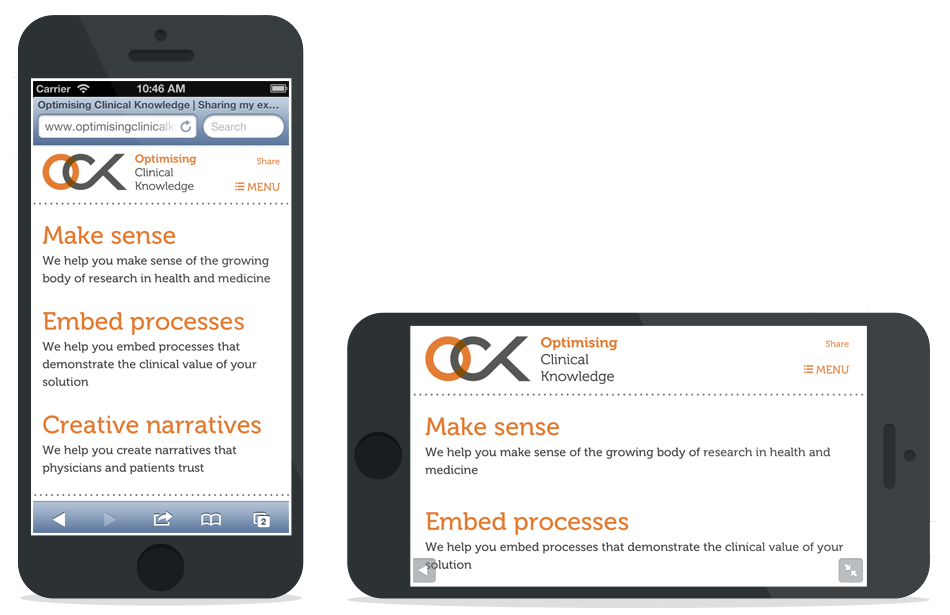 Carrier 10:46 AM
Optimising Clinical Knowledge | Sharing my ex...
www.optimisingclinicalk Search
OCK
Optimising
Clinical
Knowledge
Share
MENU
Make sense
We help you make sense of the growing
body of research in health and medicine
Embed processes
We help you embed processes that
demonstrate the clinical value of your
solution
Creative narratives
We help you create narratives that
physicians and patients trust
2
OCK
Optimising
Clinical
Knowledge
Share
MENU
Make sense
We help you make sense of the growing body of research in health and
medicine
Embed processes
We help you embed processes that demonstrate the clinical value of your
solution